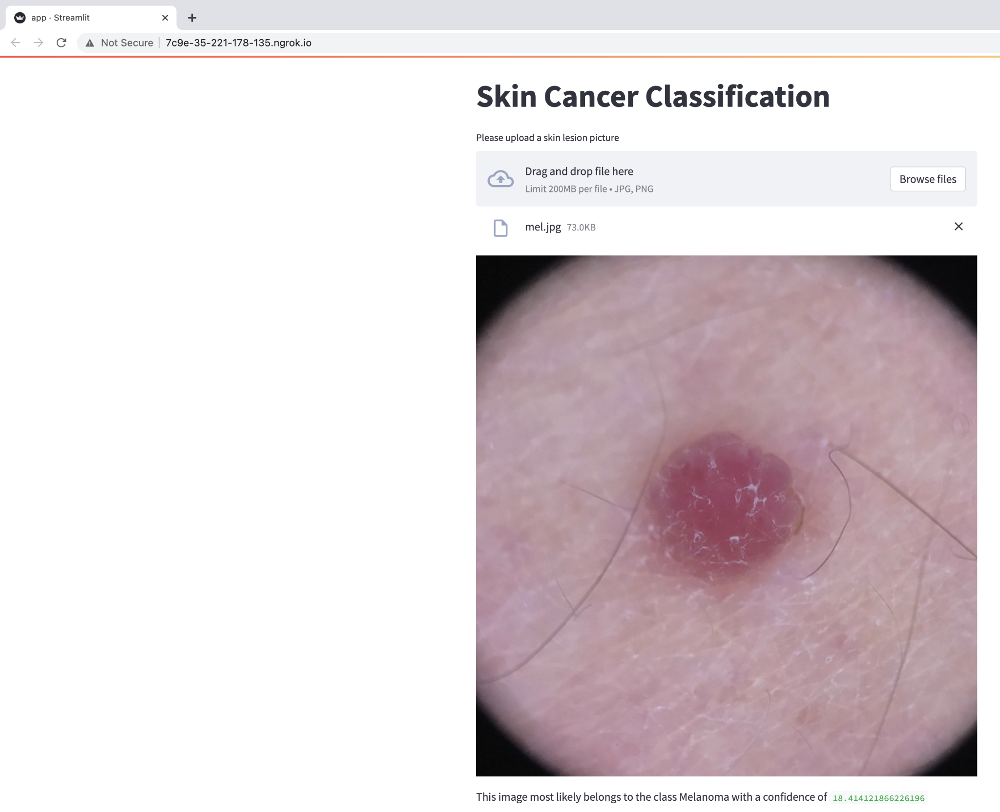 app · Streamlit
Not Secure
7c9e-35-221-178-135.ngrok.io
Skin Cancer Classification
Please upload a skin lesion picture
Drag and drop file here
Limit 200MB per file • JPG, PNG
Browse files
mel.jpg 73.0KB
This image most likely belongs to the class Melanoma with a confidence of 18.414121866226196